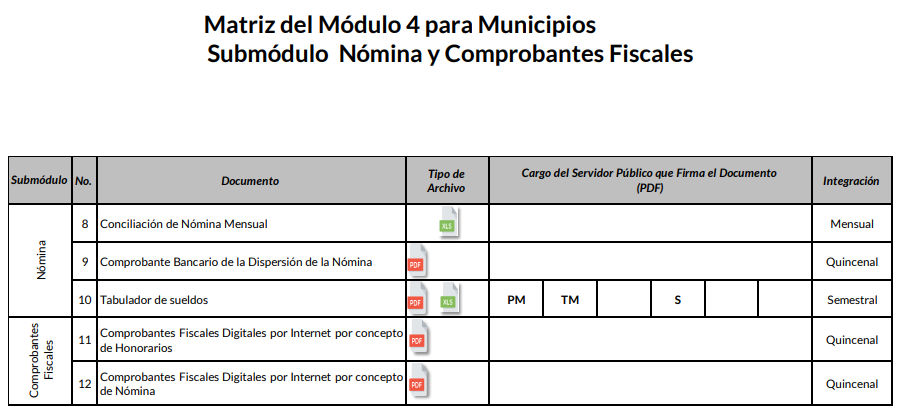 Matriz del Módulo 4 para Municipios
Submódulo Nómina y Comprobantes Fiscales
Submódulo No. Documento Tipo de Archivo Cargo del Servidor Público que Firma el Documento (PDF) Integración
Nómina
8 Conciliación de Nómina Mensual XLS Mensual
9 Comprobante Bancario de la Dispersión de la Nómina PDF Quincenal
10 Tabulador de sueldos PDF XLS PM TM S Semestral
Comprobantes
Fiscales
11 Comprobantes Fiscales Digitales por Internet por concepto
de Honorarios PDF Quincenal
12 Comprobantes Fiscales Digitales por Internet por concepto
de Nómina PDF Quincenal